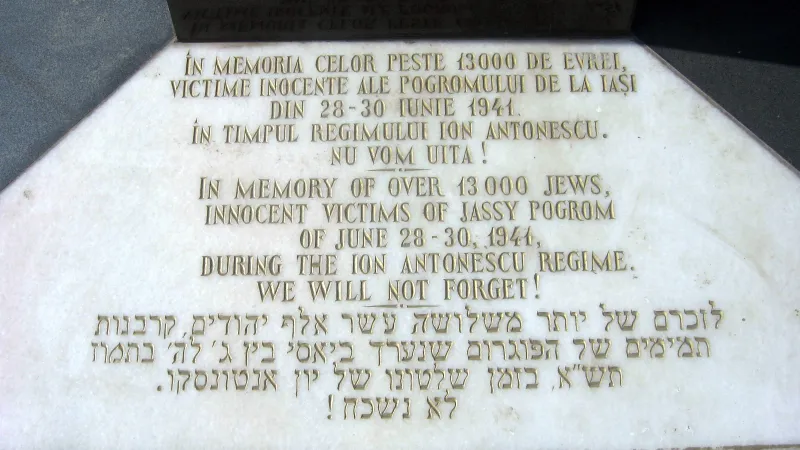 ÎN MEMORIA CELOR PESTE 13000 DE EVREI,
VICTIME INOCENTE ALE POGROMULUI DE LA IAȘI
DIN 28-30 IUNIE 1941.
ÎN TIMPUL REGIMULUI ION ANTONESCU.
NU VOM UITA!
IN MEMORY OF OVER 13000 JEWS,
INNOCENT VICTIMS OF JASSY POGROM
OF JUNE 28-30, 1941,
DURING THE ION ANTONESCU REGIME.
WE WILL NOT FORGET!
לזכרם של יותר משלושה עשר אלף יהודים, קרבנות
תמימים של הפוגרום שנערך ביאסי בין ג׳ לה׳ בתמוז
תש״א, בזמן שלטונו של יון אנטונסקו.
לא נשכח!